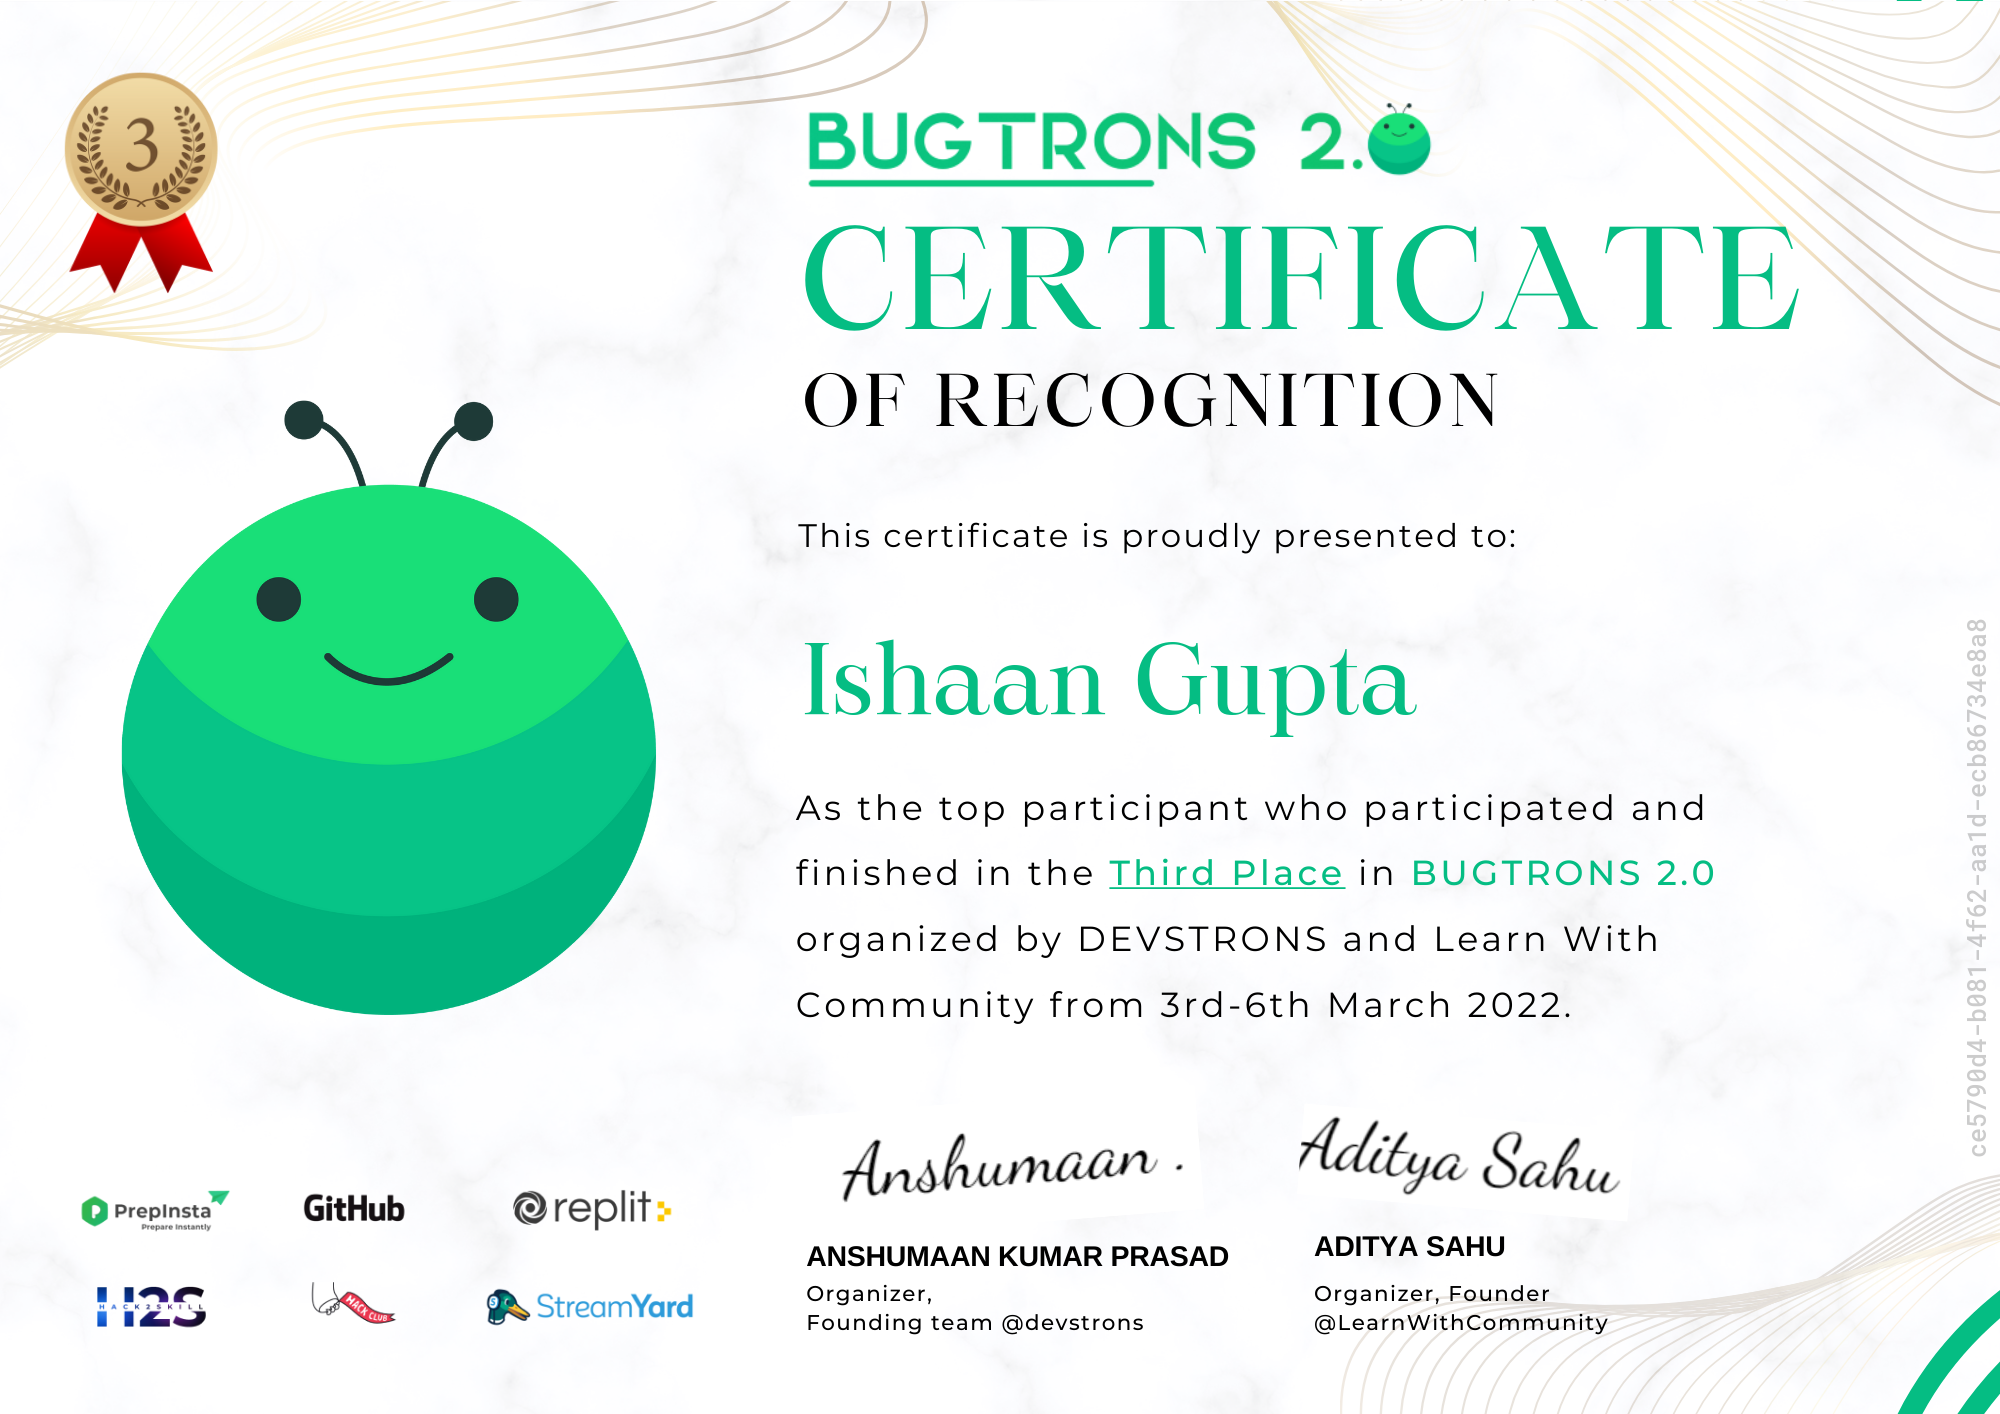 3
BUGTRONS 2.0
CERTIFICATE
OF RECOGNITION
This certificate is proudly presented to:
Ishaan Gupta
As the top participant who participated and
finished in the Third Place in BUGTRONS 2.0
organized by DEVSTRONS and Learn With
Community from 3rd-6th March 2022.
Anshumaan .
Aditya Sahu
ANSHUMAAN KUMAR PRASAD
Organizer,
Founding team @devstrons
ADITYA SAHU
Organizer, Founder
@LearnWithCommunity
PrepInsta
Prepare Instantly
GitHub
replit
H2S
HACK2SKILL
HACK CLUB
StreamYard
ce5790d4-b081-4f62-aa1d-ecb86734e8a8